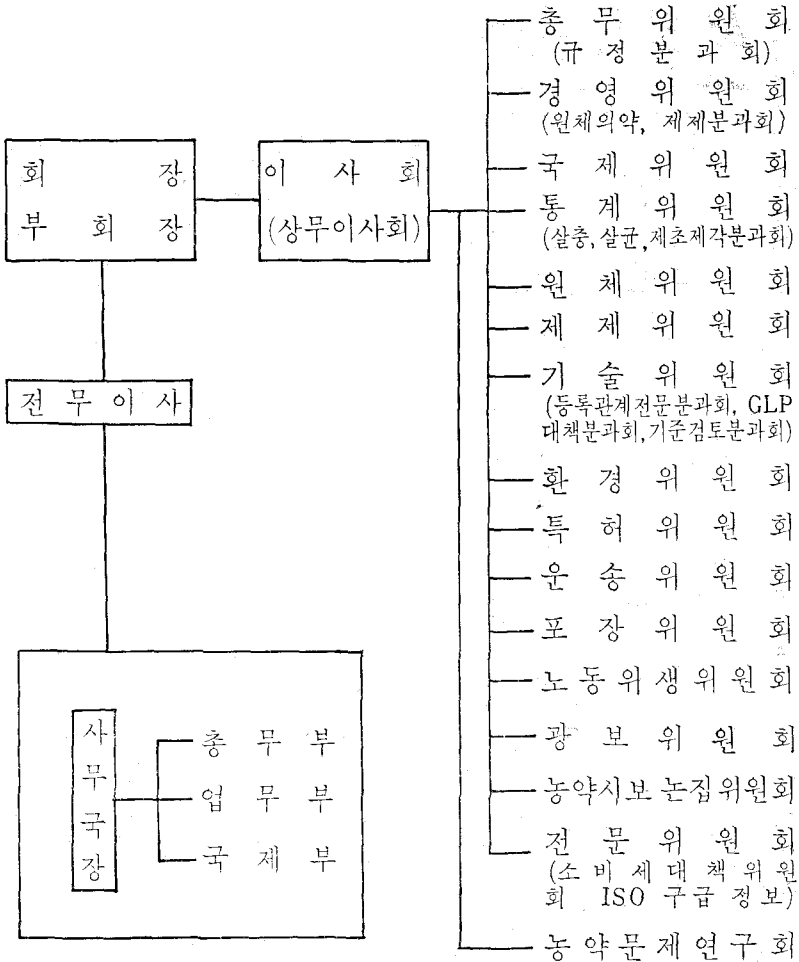 회 장
부 회 장
이 사 회
(상무이사회)
전 무 이 사
사무국장
총 무 부
업 무 부
국 제 부
총 무 위 원 회
(규 정 분 과 회)
경 영 위 원 회
(원체의약, 제제분과회)
국 제 위 원 회
통 계 위 원 회
(살충,살균,제초제각분과회)
원 체 위 원 회
제 제 위 원 회
기 술 위 원 회
(등록관계전문분과회, GLP
대책분과회,기준검토분과회)
환 경 위 원 회
특 허 위 원 회
운 송 위 원 회
포 장 위 원 회
노 동 위 생 위 원 회
광 보 위 원 회
농약시보 논집위원회
전 문 위 원 회
(소 비 세 대 책 위 원
회 ISO 구급 정보)
농 약 문 제 연 구 회